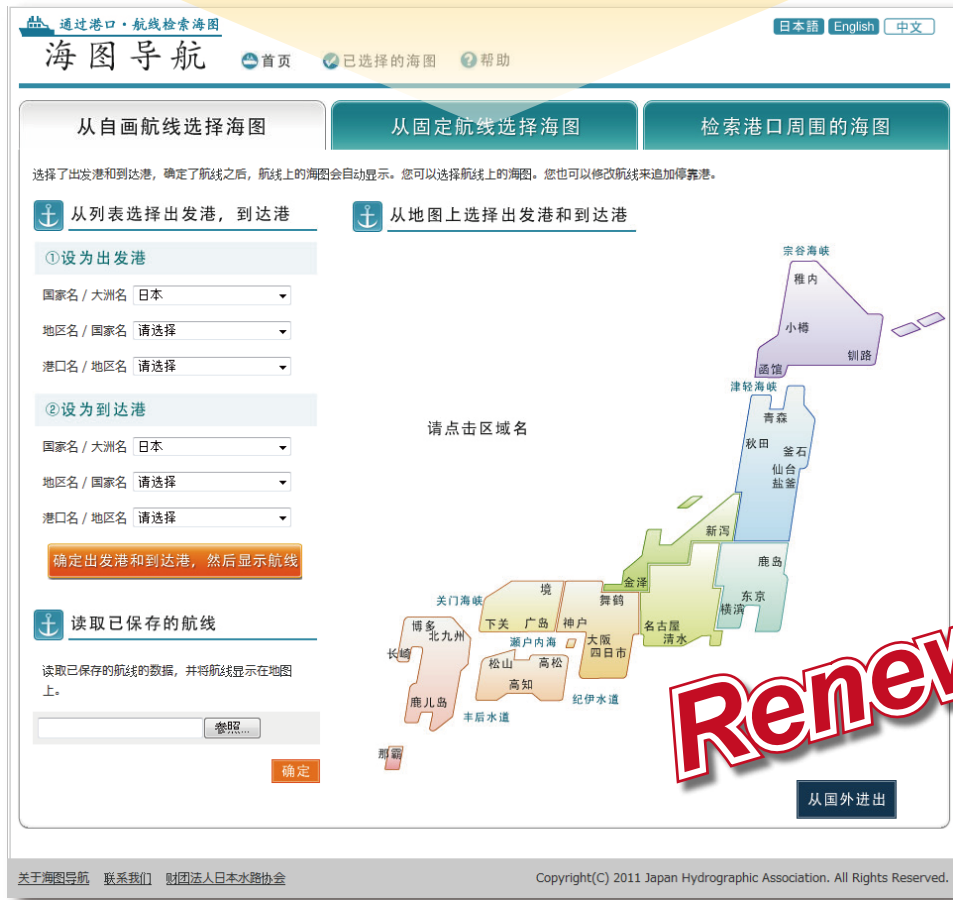 通过港口・航线检索海图
海图导航
首页
已选择的海图
帮助
日本語 English 中文
从自画航线选择海图
从固定航线选择海图
检索港口周围的海图
选择了出发港和到达港，确定了航线之后，航线上的海图会自动显示。您可以选择航线上的海图。您也可以修改航线来追加停靠港。
从列表选择出发港，到达港
①设为出发港
国家名 / 大洲名 日本
地区名 / 国家名 请选择
港口名 / 地区名 请选择
②设为到达港
国家名 / 大洲名 日本
地区名 / 国家名 请选择
港口名 / 地区名 请选择
确定出发港和到达港，然后显示航线
读取已保存的航线
读取已保存的航线的数据，并将航线显示在地图
上。
参照...
确定
从地图上选择出发港和到达港
请点击区域名
宗谷海峡
稚内
小樽
钏路
函馆
津轻海峡
青森
秋田
釜石
仙台
盐釜
新泻
鹿岛
金泽
东京
横滨
境
舞鹤
关门海峡
下关
广岛
神户
名古屋
清水
博多
北九州
濑户内海
大阪
四日市
长崎
松山
高松
高知
鹿儿岛
纪伊水道
丰后水道
那霸
Renew
从国外进出
关于海图导航 联系我们 财团法人日本水路协会
Copyright(C) 2011 Japan Hydrographic Association. All Rights Reserved.